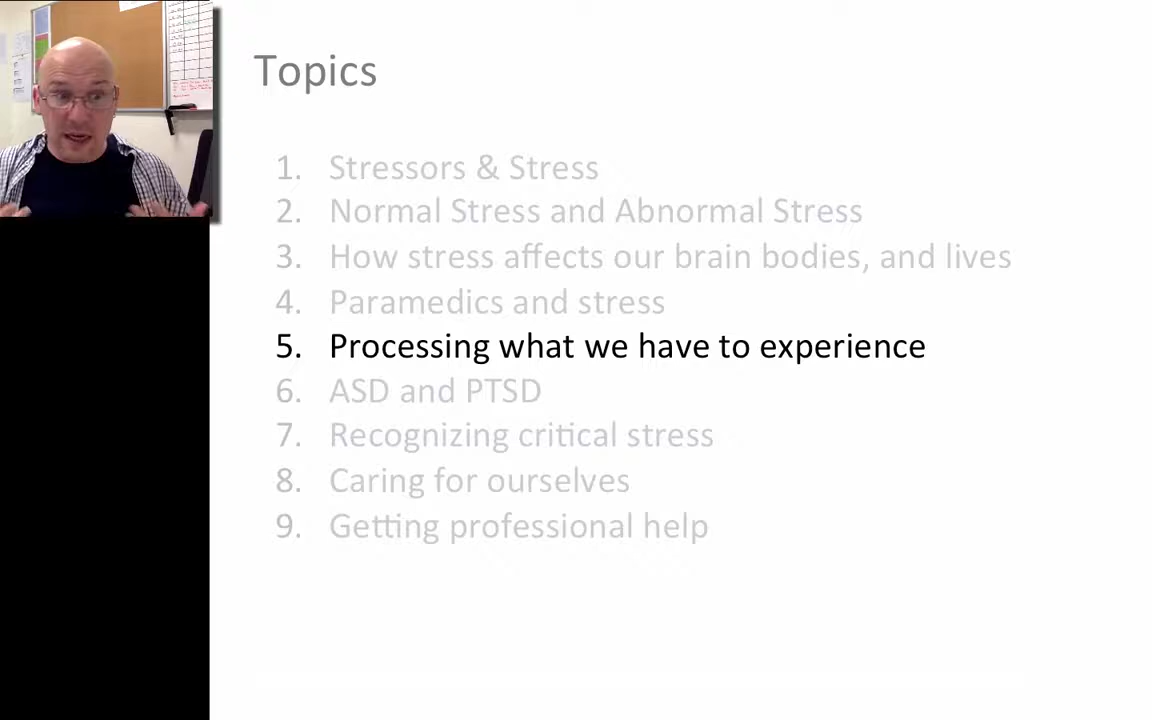 Topics
1. Stressors & Stress
2. Normal Stress and Abnormal Stress
3. How stress affects our brain bodies, and lives
4. Paramedics and stress
5. Processing what we have to experience
6. ASD and PTSD
7. Recognizing critical stress
8. Caring for ourselves
9. Getting professional help